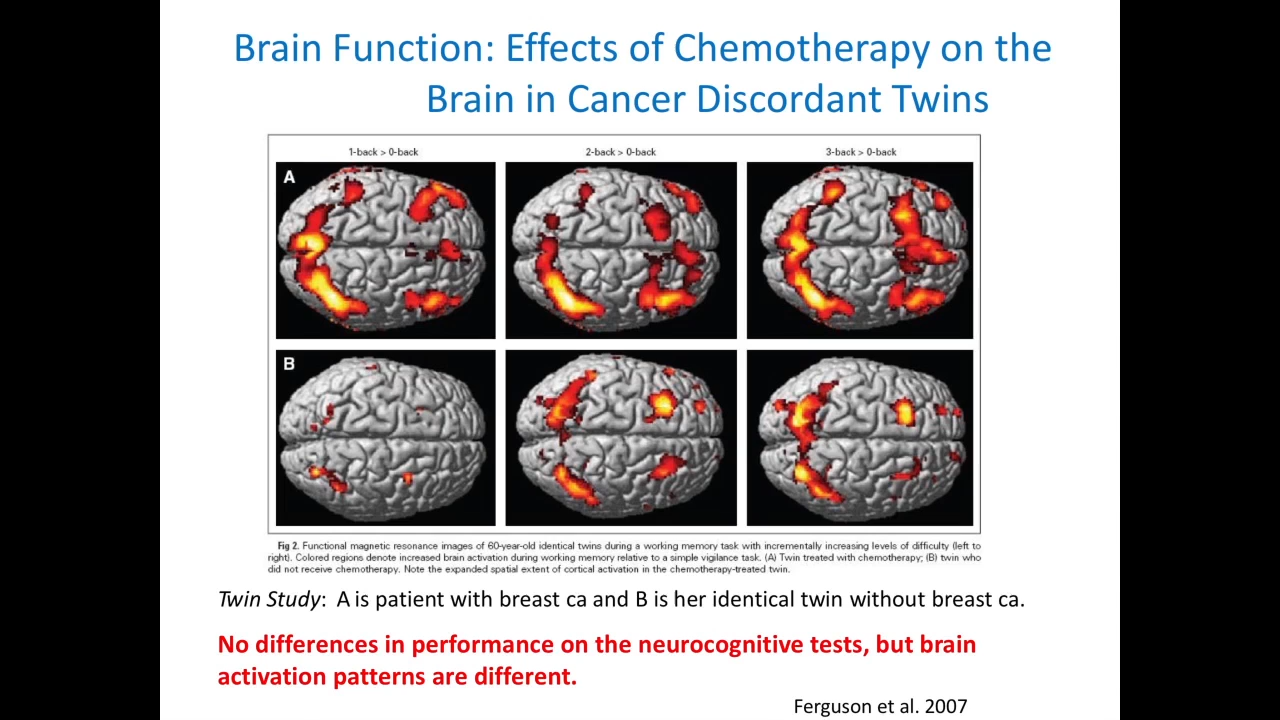 Brain Function: Effects of Chemotherapy on the
Brain in Cancer Discordant Twins
1-back > 0-back
2-back > 0-back
3-back > 0-back
A
B
Fig 2. Functional magnetic resonance images of 60-year-old identical twins during a working memory task with incrementally increasing levels of difficulty (left to
right). Colored regions denote increased brain activation during working memory relative to a simple vigilance task. (A) Twin treated with chemotherapy; (B) twin who
did not receive chemotherapy. Note the expanded spatial extent of cortical activation in the chemotherapy-treated twin.
Twin Study: A is patient with breast ca and B is her identical twin without breast ca.
No differences in performance on the neurocognitive tests, but brain
activation patterns are different.
Ferguson et al. 2007